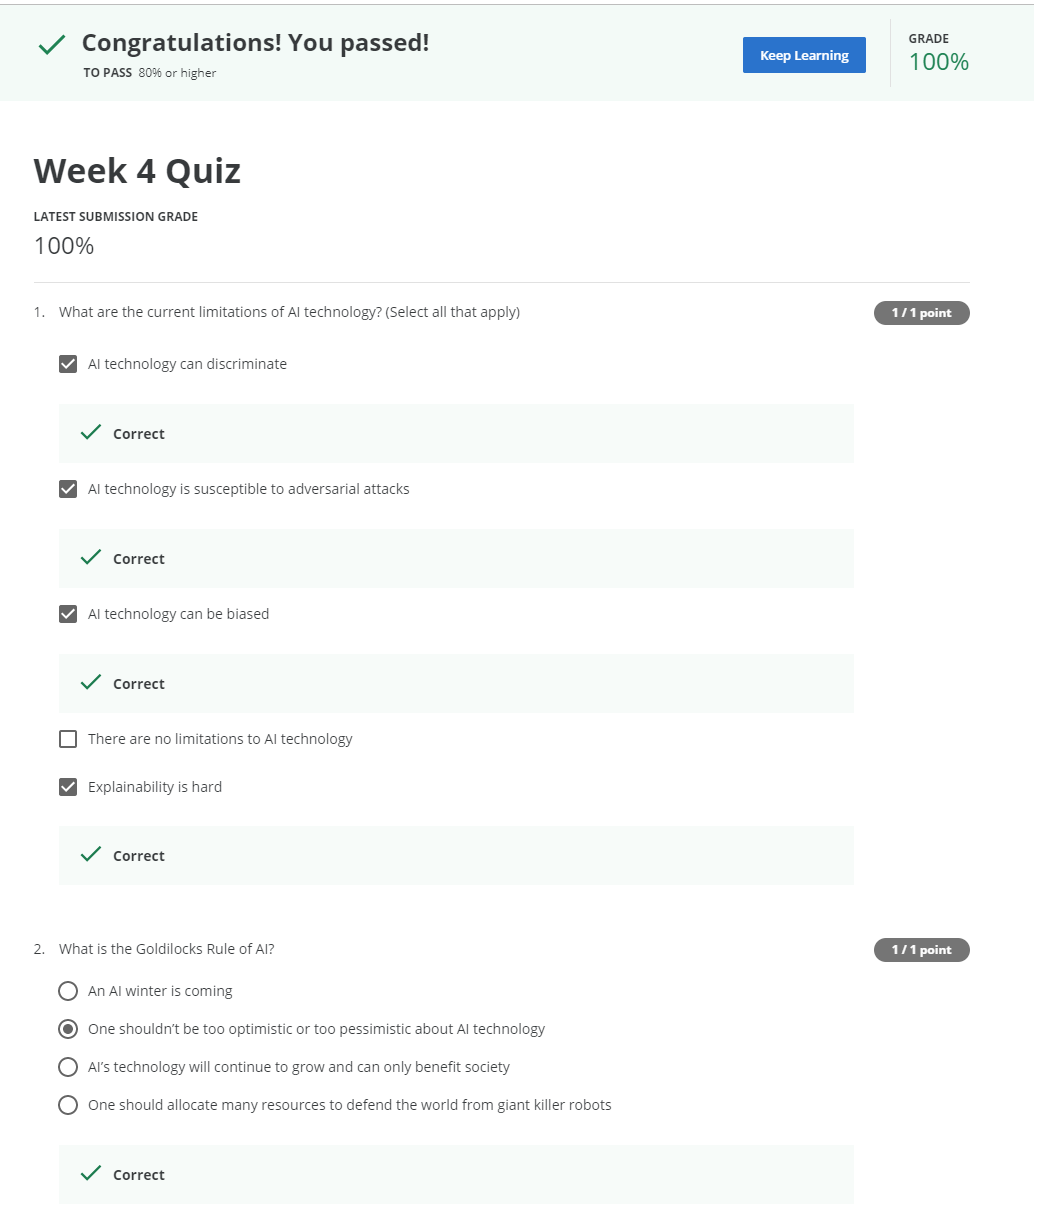 Congratulations! You passed!
TO PASS 80% or higher
Keep Learning
GRADE
100%
Week 4 Quiz
LATEST SUBMISSION GRADE
100%
1. What are the current limitations of AI technology? (Select all that apply)
1 / 1 point
AI technology can discriminate
Correct
AI technology is susceptible to adversarial attacks
Correct
AI technology can be biased
Correct
There are no limitations to AI technology
Explainability is hard
Correct
2. What is the Goldilocks Rule of AI?
1 / 1 point
An AI winter is coming
One shouldn't be too optimistic or too pessimistic about AI technology
AI's technology will continue to grow and can only benefit society
One should allocate many resources to defend the world from giant killer robots
Correct